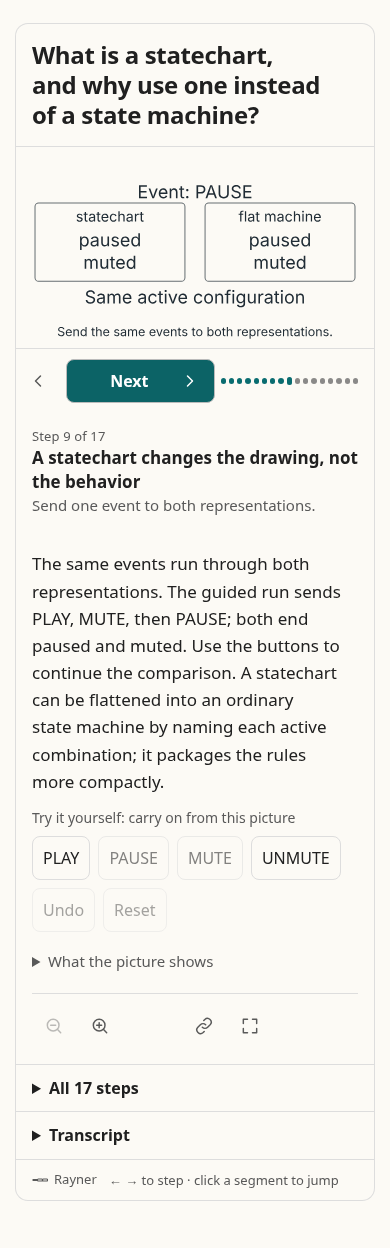 What is a statechart,
and why use one instead
of a state machine?
Event: PAUSE
statechart
paused
muted
flat machine
paused
muted
Same active configuration
Send the same events to both representations.
Next
Step 9 of 17
A statechart changes the drawing, not
the behavior
Send one event to both representations.
The same events run through both
representations. The guided run sends
PLAY, MUTE, then PAUSE; both end
paused and muted. Use the buttons to
continue the comparison. A statechart
can be flattened into an ordinary
state machine by naming each active
combination; it packages the rules
more compactly.
Try it yourself: carry on from this picture
PLAY PAUSE MUTE UNMUTE
Undo Reset
What the picture shows
All 17 steps
Transcript
Rayner ← → to step · click a segment to jump